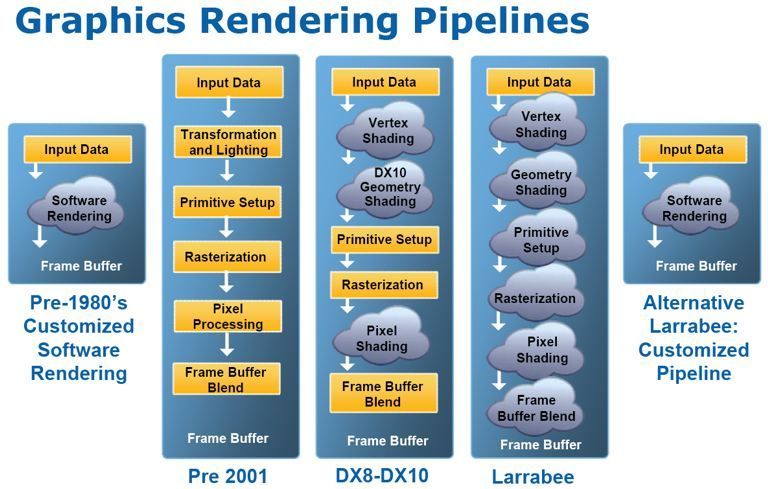 Graphics Rendering Pipelines
Input Data
Software
Rendering
Frame Buffer
Pre-1980's
Customized
Software
Rendering
Input Data
Transformation
and Lighting
Primitive Setup
Rasterization
Pixel
Processing
Frame Buffer
Blend
Frame Buffer
Pre 2001
Input Data
Vertex
Shading
DX10
Geometry
Shading
Primitive Setup
Rasterization
Pixel
Shading
Frame Buffer
Blend
Frame Buffer
DX8-DX10
Input Data
Vertex
Shading
Geometry
Shading
Primitive
Setup
Rasterization
Pixel
Shading
Frame
Buffer Blend
Frame Buffer
Larrabee
Input Data
Software
Rendering
Frame Buffer
Alternative
Larrabee:
Customized
Pipeline